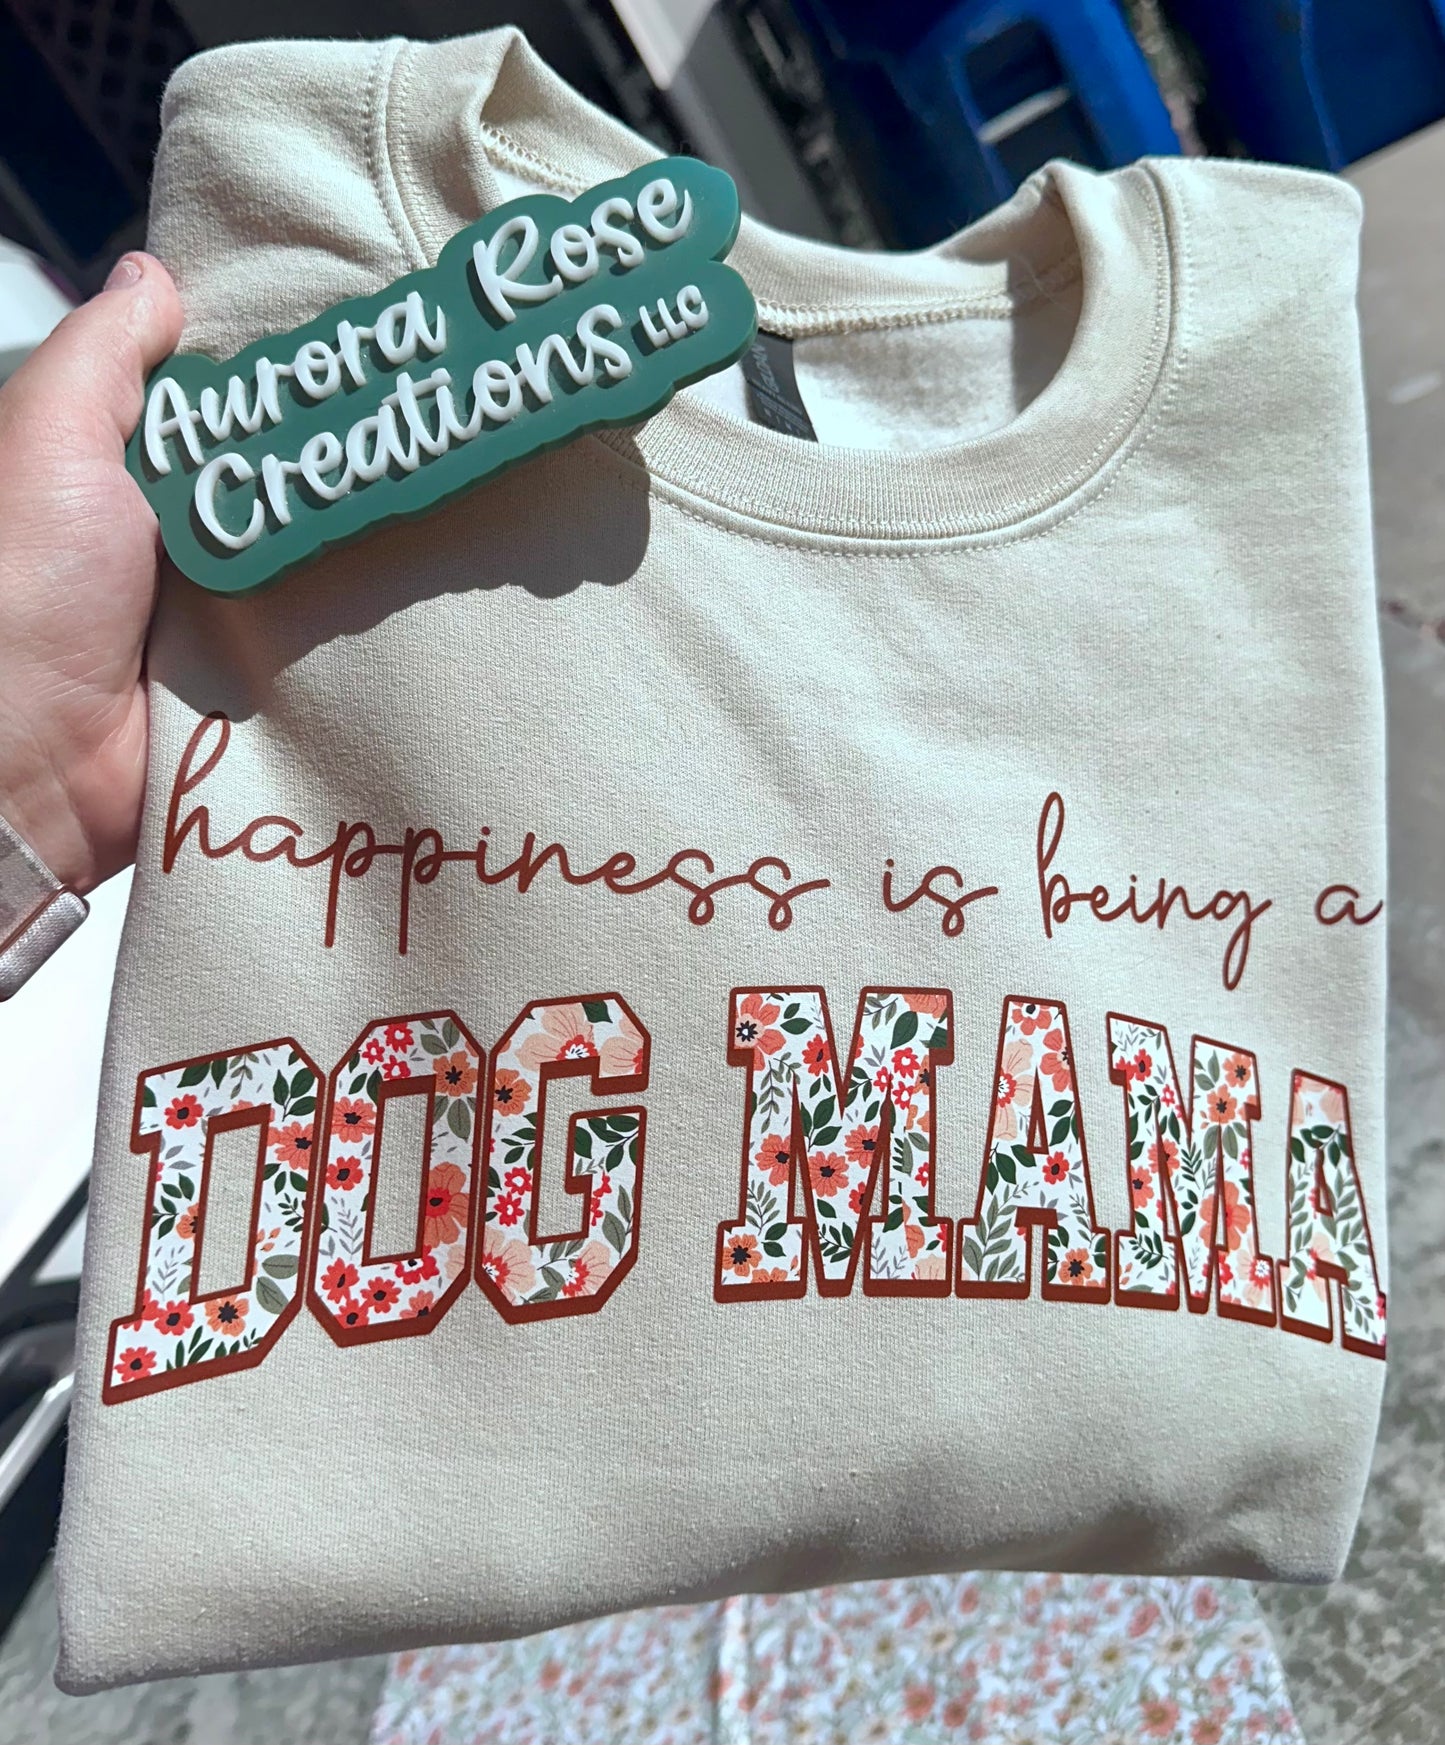 Aurora Rose
Creations LLC
happiness is being a
DOG MAMA